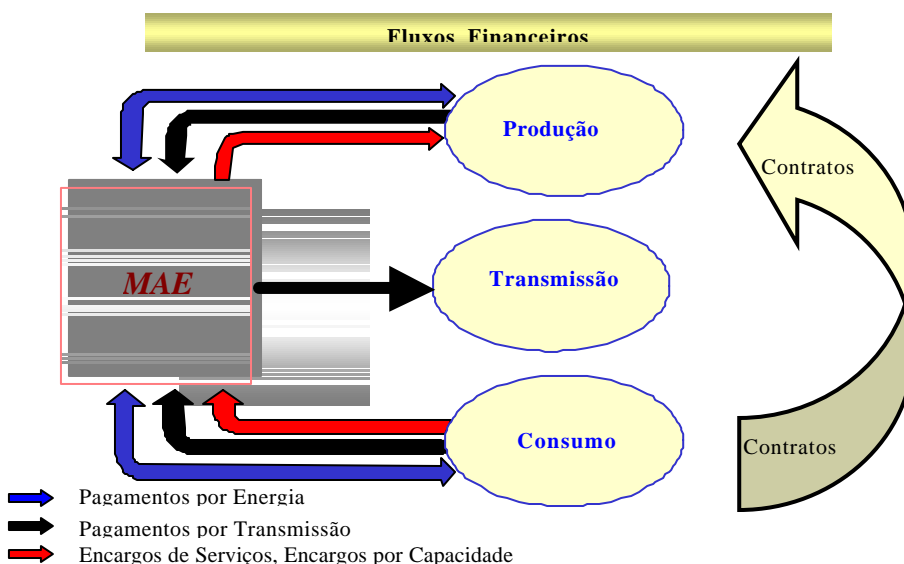 Fluxos Financeiros
Produção
Contratos
Transmissão
MAE
Consumo
Contratos
Pagamentos por Energia
Pagamentos por Transmissão
Encargos de Serviços, Encargos por Capacidade